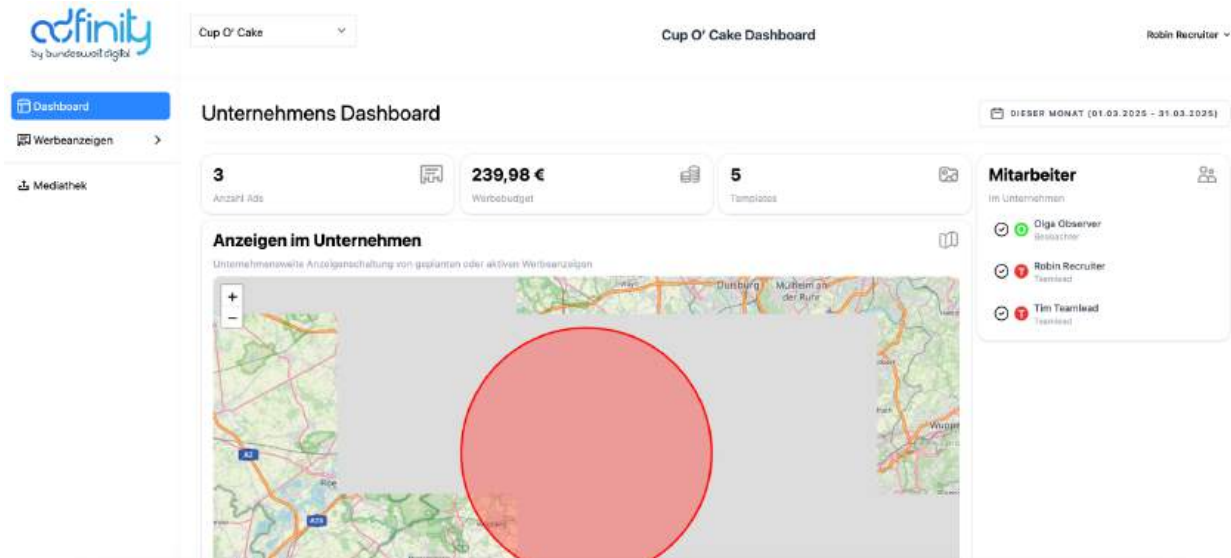 adfinity
by bundesweit digital
Cup O' Cake
Cup O' Cake Dashboard
Robin Recruiter
Dashboard
Werbeanzeigen
Mediathek
Unternehmens Dashboard
DIESER MONAT (01.03.2025 - 31.03.2025)
3
Anzahl Ads
239,98 €
Werbebudget
5
Templates
Anzeigen im Unternehmen
Unternehmensweite Anzeigenschaltung von geplanten oder aktiven Werbeanzeigen
+
−
Duisburg
Mülheim an
der Ruhr
Wupp
A2
Roe
A73
Mitarbeiter
Im Unternehmen
Olga Observer
Beobachter
T
Robin Recruiter
Teamlead
T
Tim Teamlead
Teamlead